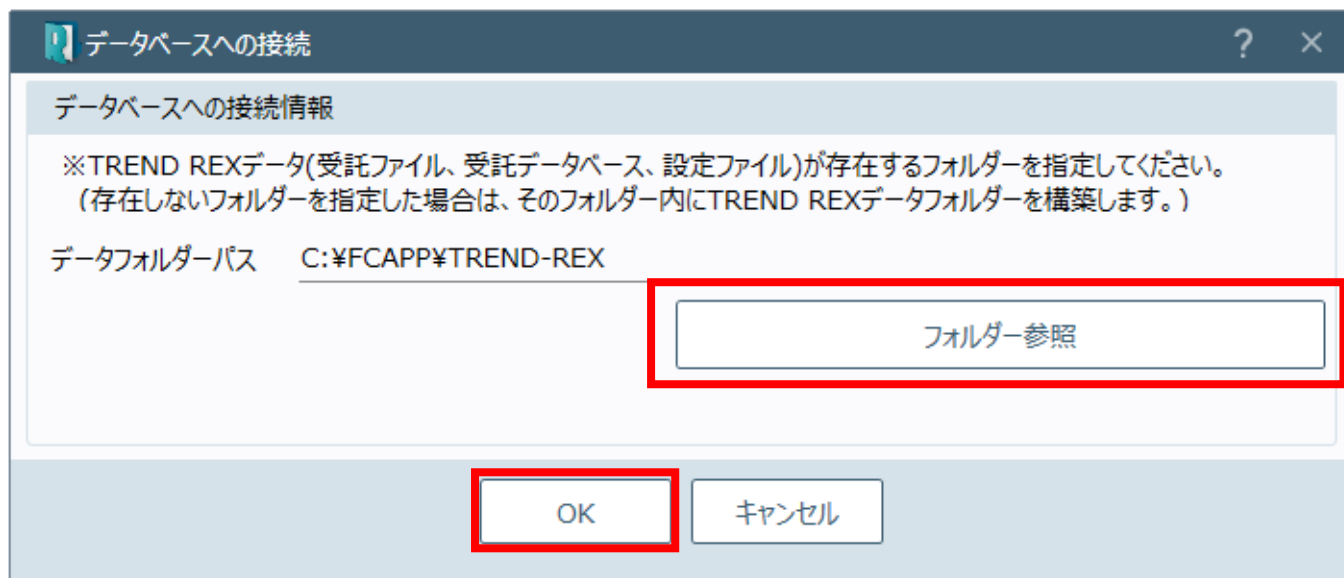 データベースへの接続
? ×
データベースへの接続情報
※TREND REXデータ(受託ファイル、受託データベース、設定ファイル)が存在するフォルダーを指定してください。
（存在しないフォルダーを指定した場合は、そのフォルダー内にTREND REXデータフォルダーを構築します。)
データフォルダーパス C:¥FCAPP¥TREND-REX
フォルダー参照
OK キャンセル